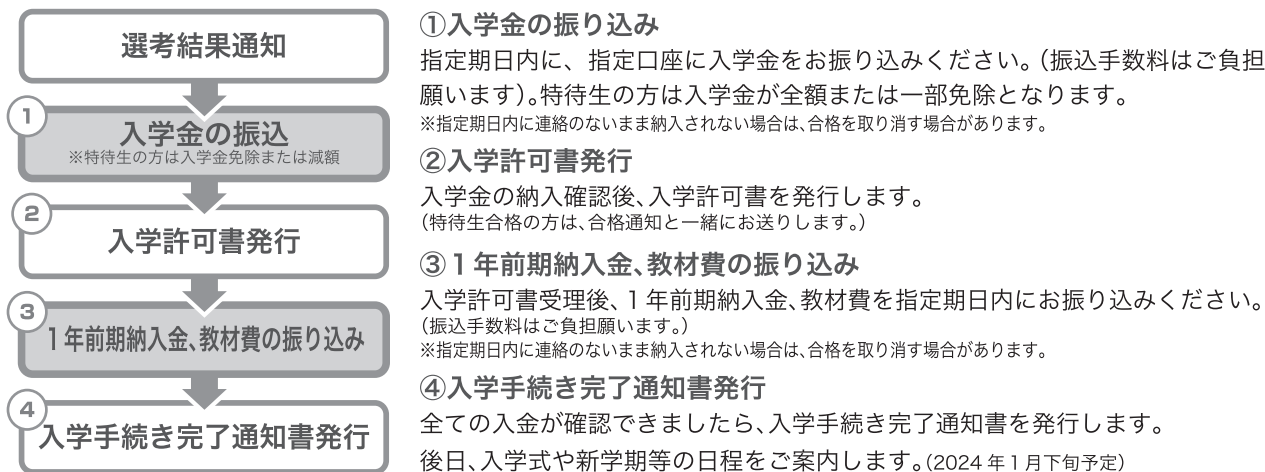 選考結果通知
1
入学金の振込
※特待生の方は入学金免除または減額
2
入学許可書発行
3
1年前期納入金、教材費の振り込み
4
入学手続き完了通知書発行
①入学金の振り込み
指定期日内に、指定口座に入学金をお振り込みください。（振込手数料はご負担
願います）。特待生の方は入学金が全額または一部免除となります。
※指定期日内に連絡のないまま納入されない場合は、合格を取り消す場合があります。
②入学許可書発行
入学金の納入確認後、入学許可書を発行します。
（特待生合格の方は、合格通知と一緒にお送りします。）
③1年前期納入金、教材費の振り込み
入学許可書受理後、1年前期納入金、教材費を指定期日内にお振り込みください。
（振込手数料はご負担願います。）
※指定期日内に連絡のないまま納入されない場合は、合格を取り消す場合があります。
④入学手続き完了通知書発行
全ての入金が確認できましたら、入学手続き完了通知書を発行します。
後日、入学式や新学期等の日程をご案内します。（2024年1月下旬予定）